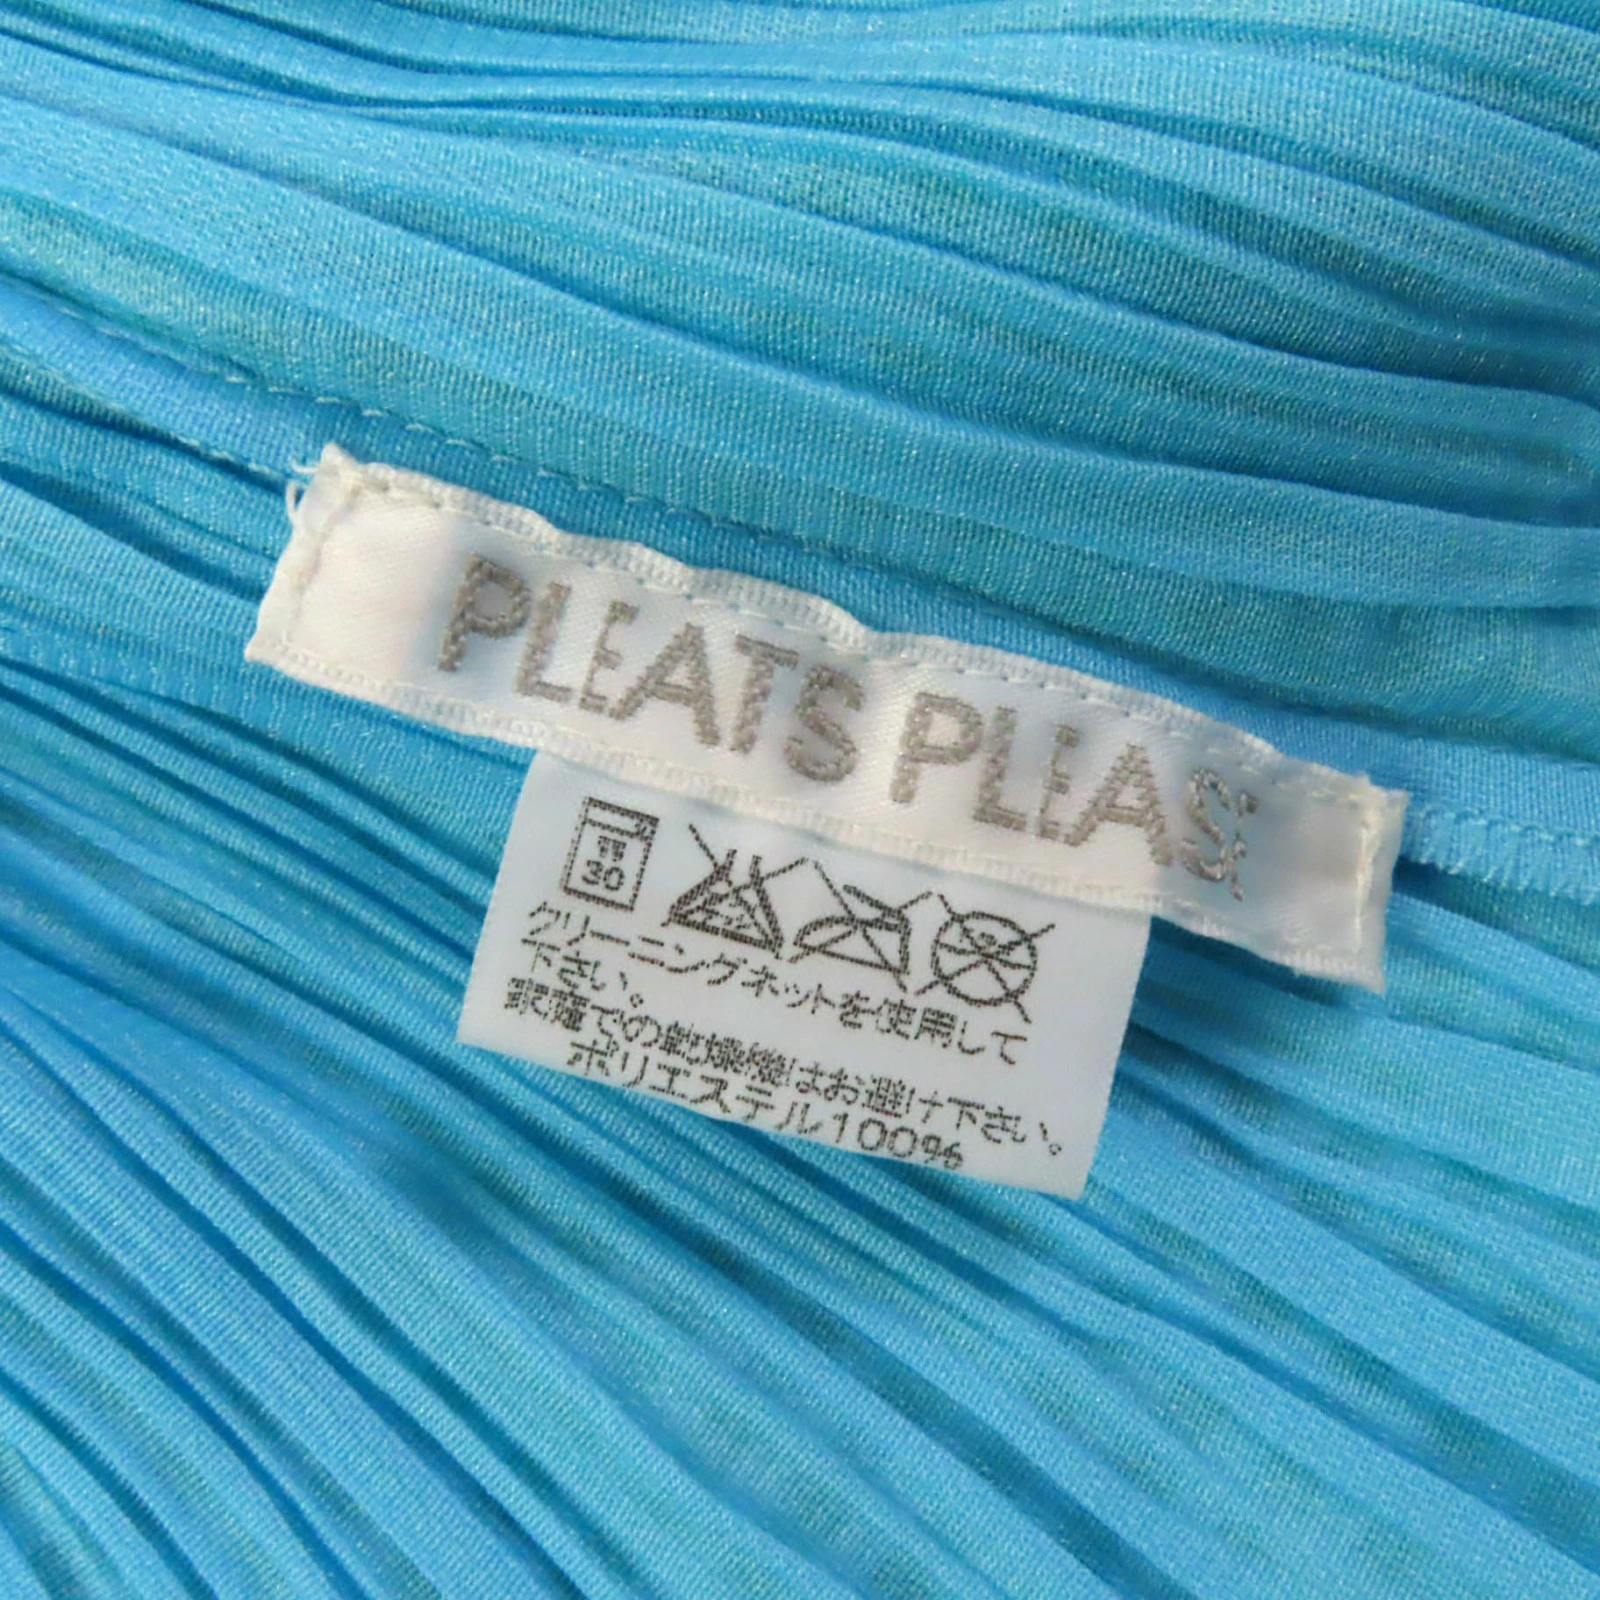 PLEATS PLEASE
30
クリーニングネットを使用して
下さい。
家庭での乾燥機はお避け下さい。
ポリエステル100%